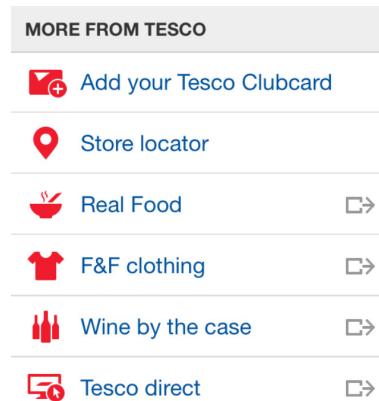 MORE FROM TESCO
Add your Tesco Clubcard
Store locator
Real Food
F&F clothing
Wine by the case
Tesco direct